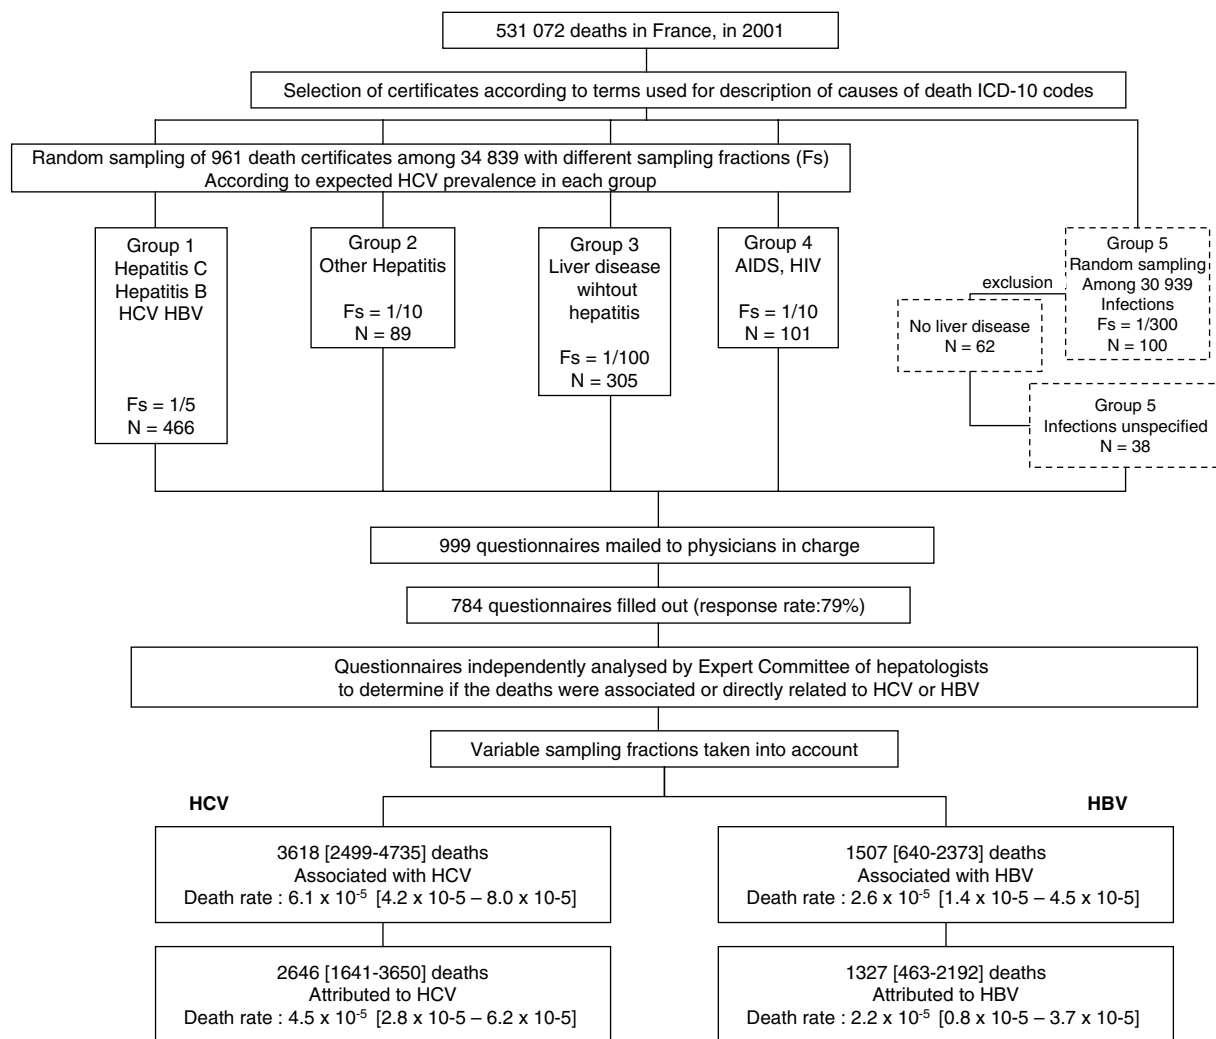 531 072 deaths in France, in 2001
Selection of certificates according to terms used for description of causes of death ICD-10 codes
Random sampling of 961 death certificates among 34 839 with different sampling fractions (Fs)
According to expected HCV prevalence in each group
Group 1
Hepatitis C
Hepatitis B
HCV HBV
Fs = 1/5
N = 466
Group 2
Other Hepatitis
Fs = 1/10
N = 89
Group 3
Liver disease
wihtout
hepatitis
Fs = 1/100
N = 305
Group 4
AIDS, HIV
Fs = 1/10
N = 101
Group 5
Random sampling
Among 30 939
Infections
Fs = 1/300
N = 100
exclusion
No liver disease
N = 62
Group 5
Infections unspecified
N = 38
999 questionnaires mailed to physicians in charge
784 questionnaires filled out (response rate:79%)
Questionnaires independently analysed by Expert Committee of hepatologists
to determine if the deaths were associated or directly related to HCV or HBV
Variable sampling fractions taken into account
HCV
3618 [2499-4735] deaths
Associated with HCV
Death rate : 6.1 x 10-5 [4.2 x 10-5 – 8.0 x 10-5]
2646 [1641-3650] deaths
Attributed to HCV
Death rate : 4.5 x 10-5 [2.8 x 10-5 – 6.2 x 10-5]
HBV
1507 [640-2373] deaths
Associated with HBV
Death rate : 2.6 x 10-5 [1.4 x 10-5 – 4.5 x 10-5]
1327 [463-2192] deaths
Attributed to HBV
Death rate : 2.2 x 10-5 [0.8 x 10-5 – 3.7 x 10-5]